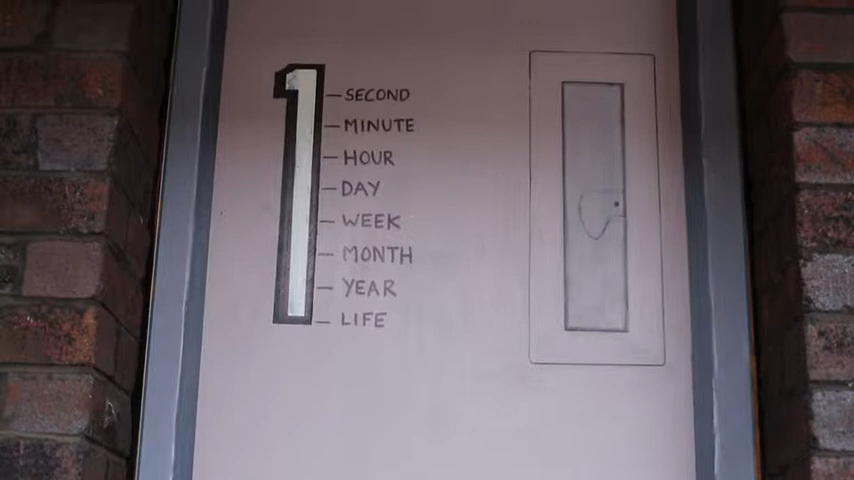 1
SECOND
MINUTE
HOUR
DAY
WEEK
MONTH
YEAR
LIFE